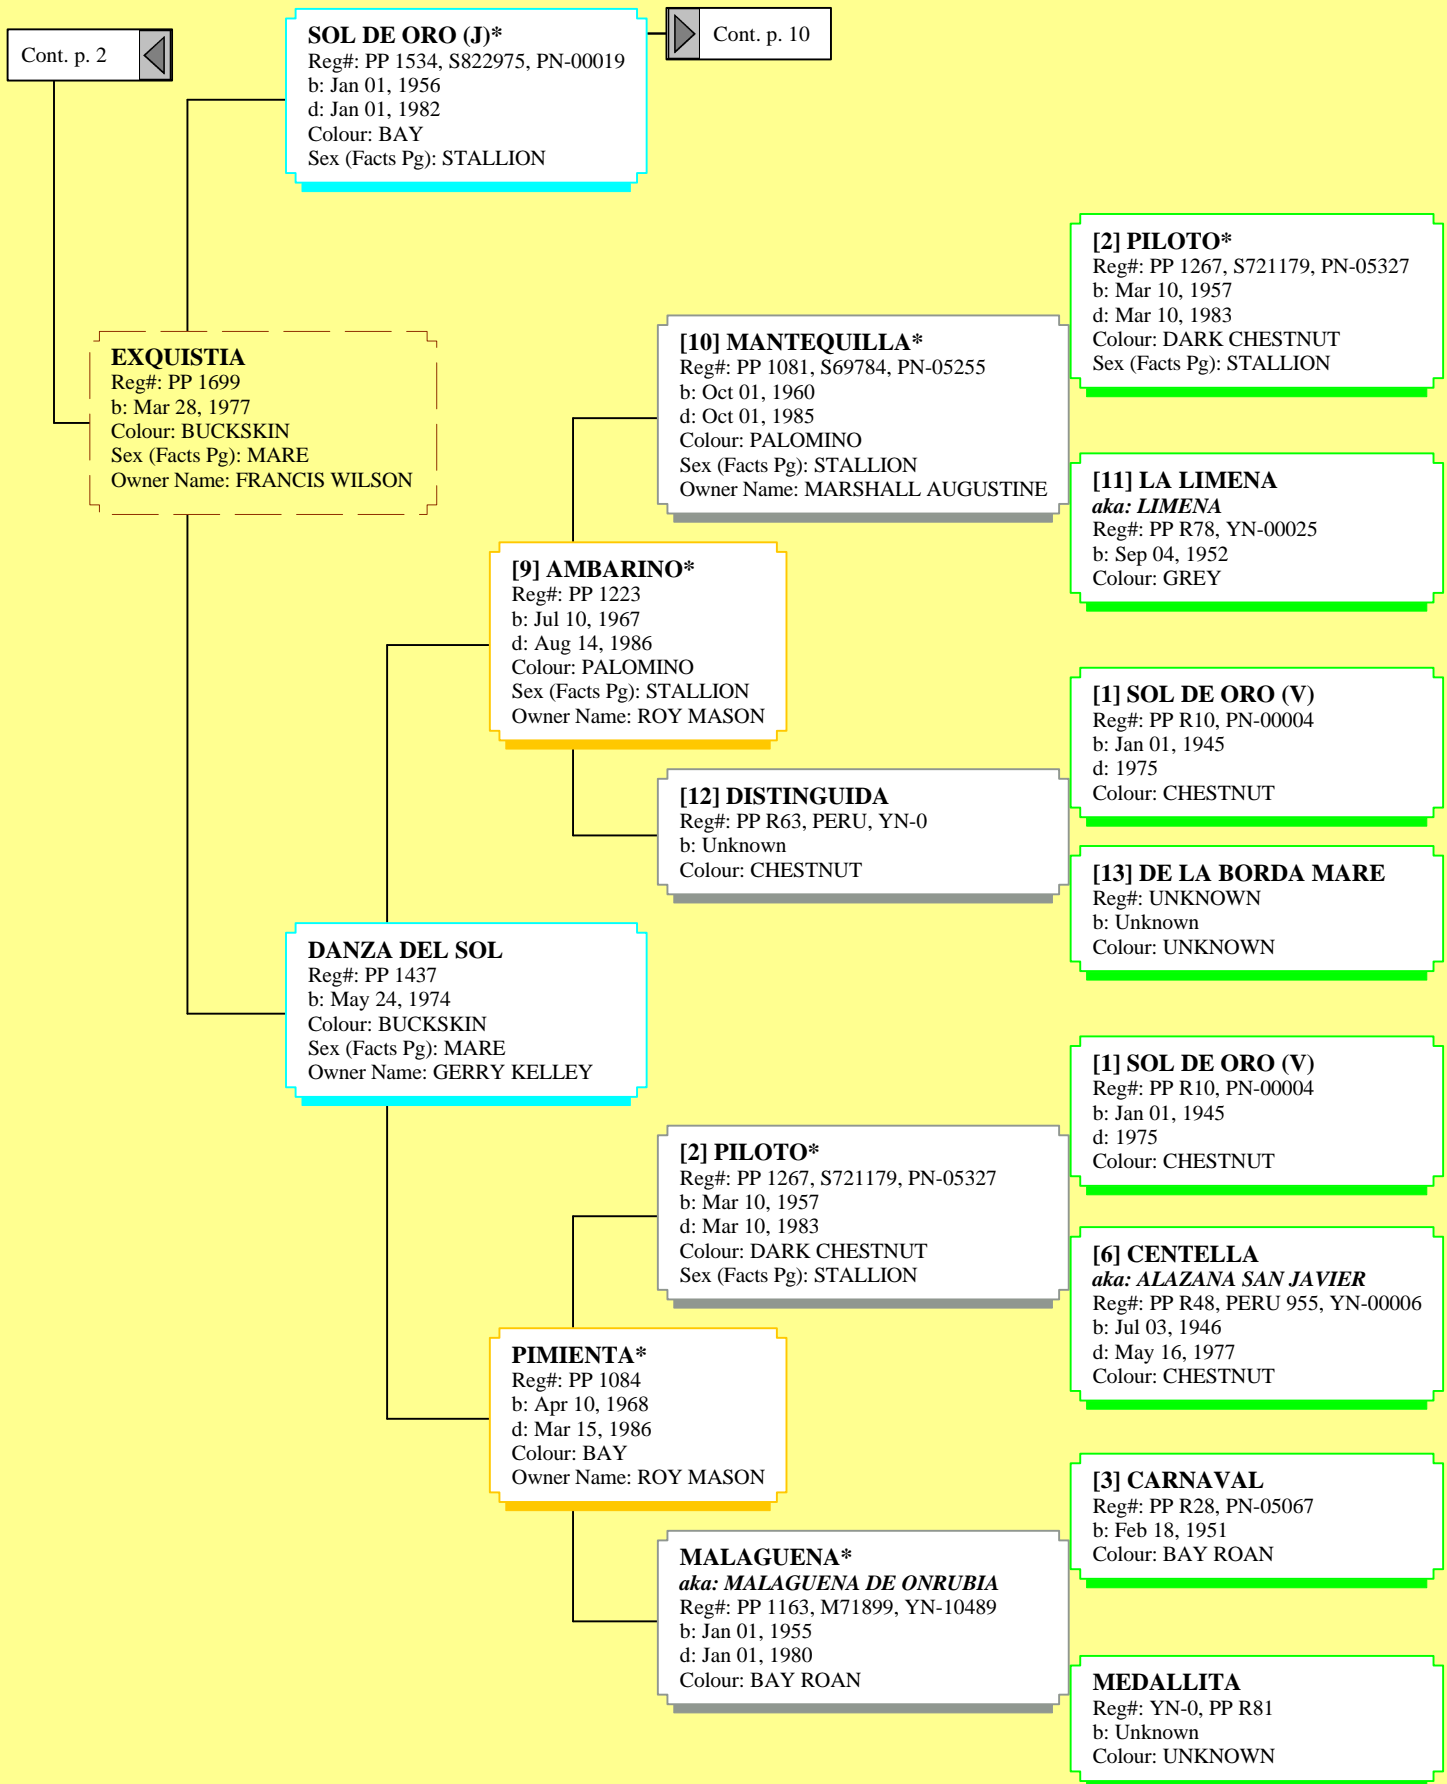 Cont. p. 2
SOL DE ORO (J)*
Reg#: PP 1534, S822975, PN-00019
b: Jan 01, 1956
d: Jan 01, 1982
Colour: BAY
Sex (Facts Pg): STALLION
Cont. p. 10
EXQUISTIA
Reg#: PP 1699
b: Mar 28, 1977
Colour: BUCKSKIN
Sex (Facts Pg): MARE
Owner Name: FRANCIS WILSON
DANZA DEL SOL
Reg#: PP 1437
b: May 24, 1974
Colour: BUCKSKIN
Sex (Facts Pg): MARE
Owner Name: GERRY KELLEY
[9] AMBARINO*
Reg#: PP 1223
b: Jul 10, 1967
d: Aug 14, 1986
Colour: PALOMINO
Sex (Facts Pg): STALLION
Owner Name: ROY MASON
PIMIENTA*
Reg#: PP 1084
b: Apr 10, 1968
d: Mar 15, 1986
Colour: BAY
Owner Name: ROY MASON
[10] MANTEQUILLA*
Reg#: PP 1081, S69784, PN-05255
b: Oct 01, 1960
d: Oct 01, 1985
Colour: PALOMINO
Sex (Facts Pg): STALLION
Owner Name: MARSHALL AUGUSTINE
[12] DISTINGUIDA
Reg#: PP R63, PERU, YN-0
b: Unknown
Colour: CHESTNUT
[2] PILOTO*
Reg#: PP 1267, S721179, PN-05327
b: Mar 10, 1957
d: Mar 10, 1983
Colour: DARK CHESTNUT
Sex (Facts Pg): STALLION
MALAGUENA*
aka: MALAGUENA DE ONRUBIA
Reg#: PP 1163, M71899, YN-10489
b: Jan 01, 1955
d: Jan 01, 1980
Colour: BAY ROAN
[2] PILOTO*
Reg#: PP 1267, S721179, PN-05327
b: Mar 10, 1957
d: Mar 10, 1983
Colour: DARK CHESTNUT
Sex (Facts Pg): STALLION
[11] LA LIMENA
aka: LIMENA
Reg#: PP R78, YN-00025
b: Sep 04, 1952
Colour: GREY
[1] SOL DE ORO (V)
Reg#: PP R10, PN-00004
b: Jan 01, 1945
d: 1975
Colour: CHESTNUT
[13] DE LA BORDA MARE
Reg#: UNKNOWN
b: Unknown
Colour: UNKNOWN
[1] SOL DE ORO (V)
Reg#: PP R10, PN-00004
b: Jan 01, 1945
d: 1975
Colour: CHESTNUT
[6] CENTELLA
aka: ALAZANA SAN JAVIER
Reg#: PP R48, PERU 955, YN-00006
b: Jul 03, 1946
d: May 16, 1977
Colour: CHESTNUT
[3] CARNAVAL
Reg#: PP R28, PN-05067
b: Feb 18, 1951
Colour: BAY ROAN
MEDALLITA
Reg#: YN-0, PP R81
b: Unknown
Colour: UNKNOWN